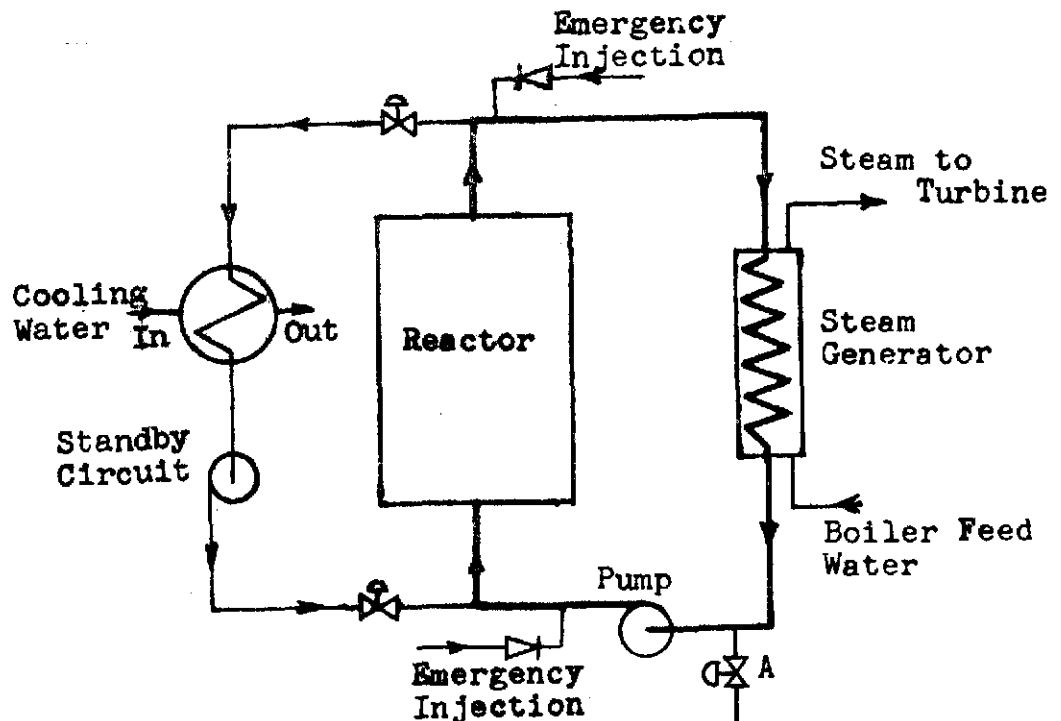 Emergency
Injection
Steam to
Turbine
Cooling
Water In
Out
Reactor
Steam
Generator
Standby
Circuit
Boiler Feed
Water
Pump
A
Emergency
Injection